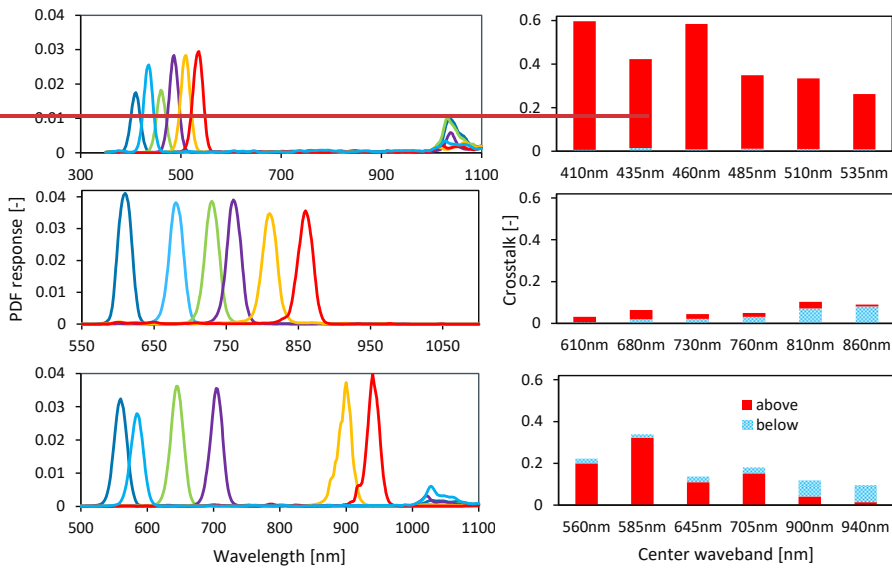 0.04
0.03
0.02
0.01
0
300 500 700 900 1100
0.6
0.4
0.2
0
410nm 435nm 460nm 485nm 510nm 535nm
PDF response [-]
0.04
0.03
0.02
0.01
0
550 650 750 850 950 1050
Crosstalk [-]
0.6
0.4
0.2
0
610nm 680nm 730nm 760nm 810nm 860nm
0.04
0.03
0.02
0.01
0
500 600 700 800 900 1000 1100
Wavelength [nm]
0.6
0.4
0.2
0
above
below
560nm 585nm 645nm 705nm 900nm 940nm
Center waveband [nm]